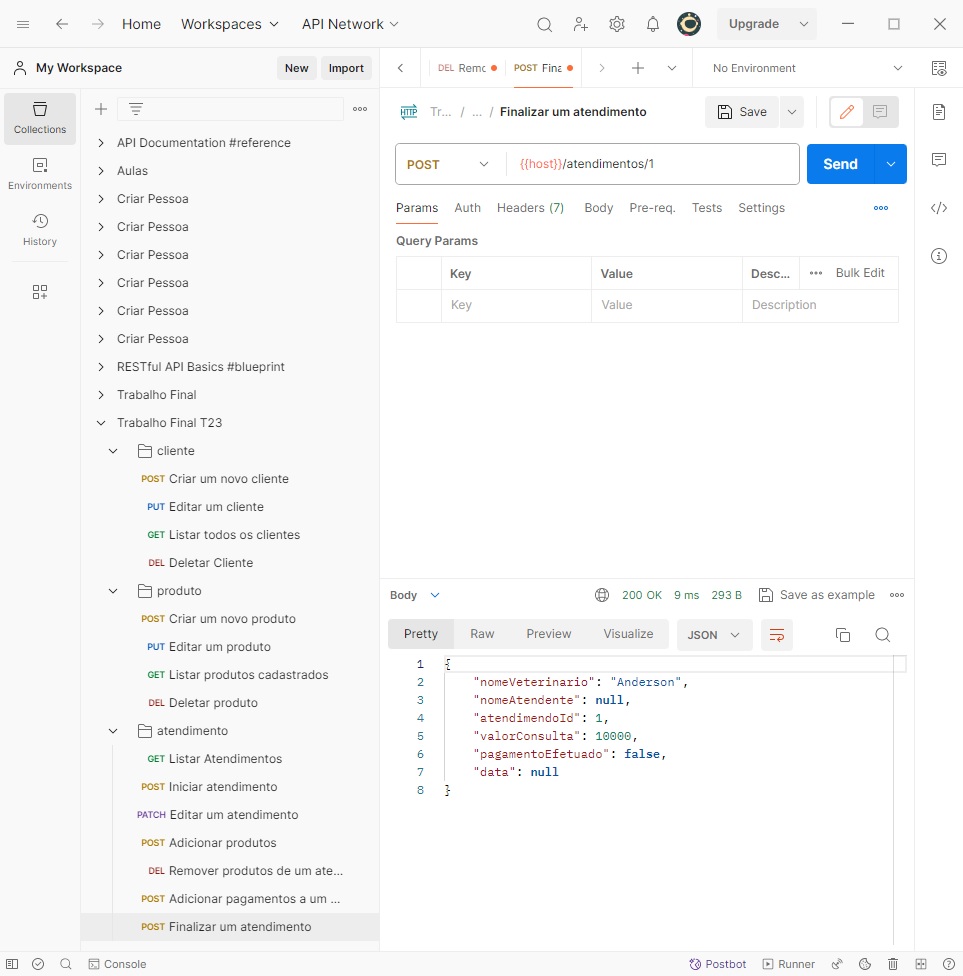 Home Workspaces API Network Upgrade
My Workspace New Import
DEL Remc POST Fina No Environment
Collections
Environments
History
API Documentation #reference
Aulas
Criar Pessoa
Criar Pessoa
Criar Pessoa
Criar Pessoa
Criar Pessoa
Criar Pessoa
RESTful API Basics #blueprint
Trabalho Final
Trabalho Final T23
cliente
POST Criar um novo cliente
PUT Editar um cliente
GET Listar todos os clientes
DEL Deletar Cliente
produto
POST Criar um novo produto
PUT Editar um produto
GET Listar produtos cadastrados
DEL Deletar produto
atendimento
GET Listar Atendimentos
POST Iniciar atendimento
PATCH Editar um atendimento
POST Adicionar produtos
DEL Remover produtos de um ate...
POST Adicionar pagamentos a um ...
POST Finalizar um atendimento
HTTP Tr... / ... / Finalizar um atendimento Save
POST {{host}}/atendimentos/1 Send
Params Auth Headers (7) Body Pre-req. Tests Settings
Query Params
Key Value Desc... Bulk Edit
Key Value Description
Body 200 OK 9 ms 293 B Save as example
Pretty Raw Preview Visualize JSON
1 {
2 "nomeVeterinario": "Anderson",
3 "nomeAtendente": null,
4 "atendimendoId": 1,
5 "valorConsulta": 10000,
6 "pagamentoEfetuado": false,
7 "data": null
8 }
Console Postbot Runner